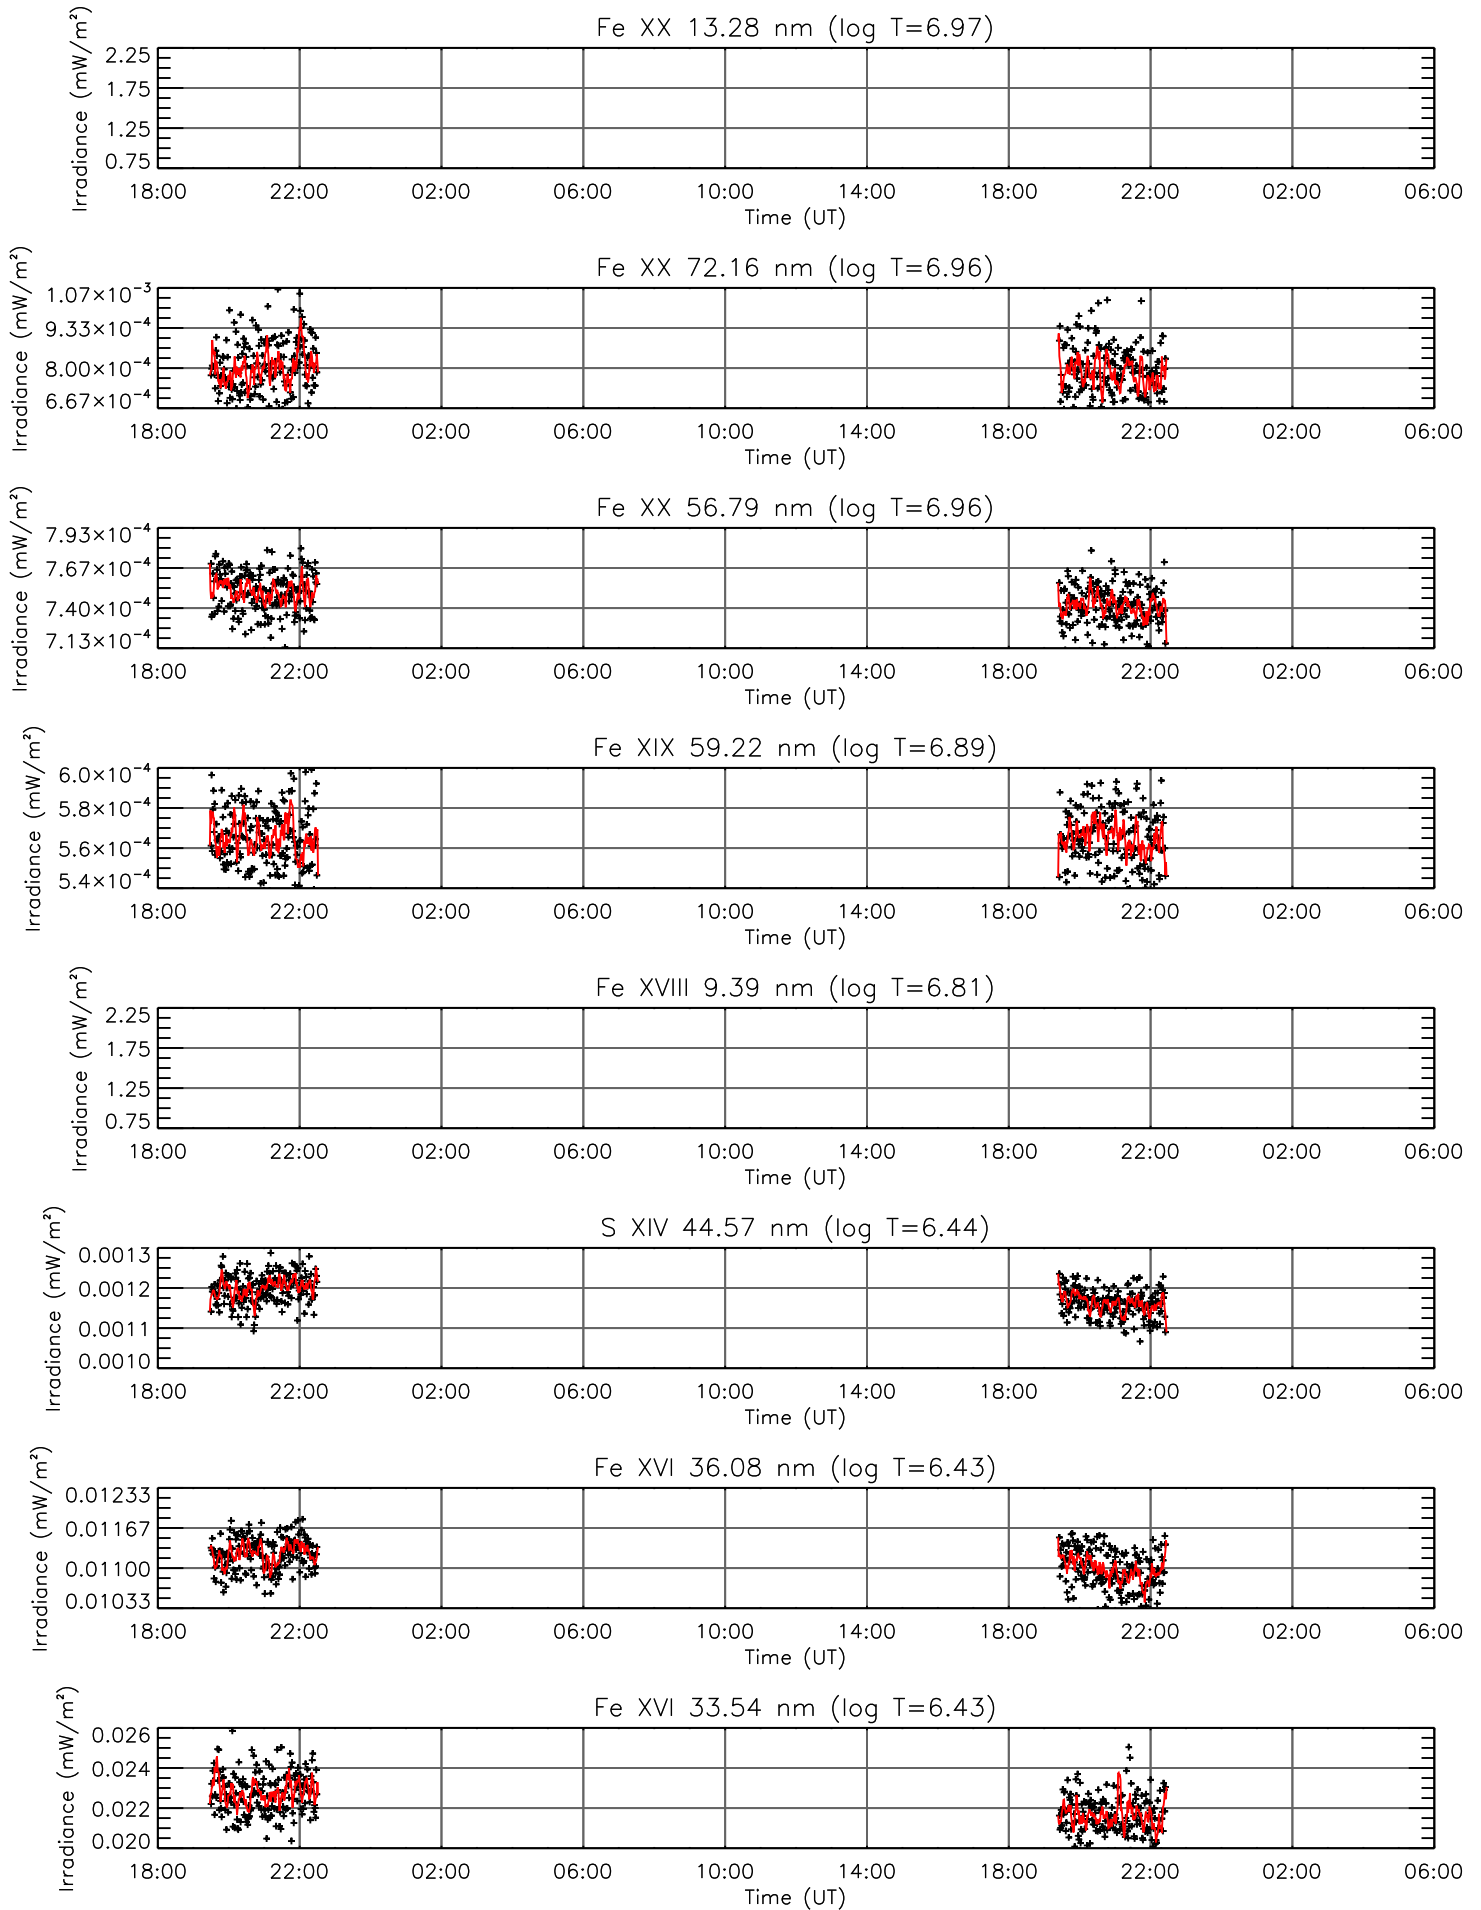 Fe XX 13.28 nm (log T=6.97)
Irradiance (mW/m²)
2.25
1.75
1.25
0.75
18:00 22:00 02:00 06:00 10:00 14:00 18:00 22:00 02:00 06:00
Time (UT)
Fe XX 72.16 nm (log T=6.96)
Irradiance (mW/m²)
1.07×10⁻³
9.33×10⁻⁴
8.00×10⁻⁴
6.67×10⁻⁴
18:00 22:00 02:00 06:00 10:00 14:00 18:00 22:00 02:00 06:00
Time (UT)
Fe XX 56.79 nm (log T=6.96)
Irradiance (mW/m²)
7.93×10⁻⁴
7.67×10⁻⁴
7.40×10⁻⁴
7.13×10⁻⁴
18:00 22:00 02:00 06:00 10:00 14:00 18:00 22:00 02:00 06:00
Time (UT)
Fe XIX 59.22 nm (log T=6.89)
Irradiance (mW/m²)
6.0×10⁻⁴
5.8×10⁻⁴
5.6×10⁻⁴
5.4×10⁻⁴
18:00 22:00 02:00 06:00 10:00 14:00 18:00 22:00 02:00 06:00
Time (UT)
Fe XVIII 9.39 nm (log T=6.81)
Irradiance (mW/m²)
2.25
1.75
1.25
0.75
18:00 22:00 02:00 06:00 10:00 14:00 18:00 22:00 02:00 06:00
Time (UT)
S XIV 44.57 nm (log T=6.44)
Irradiance (mW/m²)
0.0013
0.0012
0.0011
0.0010
18:00 22:00 02:00 06:00 10:00 14:00 18:00 22:00 02:00 06:00
Time (UT)
Fe XVI 36.08 nm (log T=6.43)
Irradiance (mW/m²)
0.01233
0.01167
0.01100
0.01033
18:00 22:00 02:00 06:00 10:00 14:00 18:00 22:00 02:00 06:00
Time (UT)
Fe XVI 33.54 nm (log T=6.43)
Irradiance (mW/m²)
0.026
0.024
0.022
0.020
18:00 22:00 02:00 06:00 10:00 14:00 18:00 22:00 02:00 06:00
Time (UT)